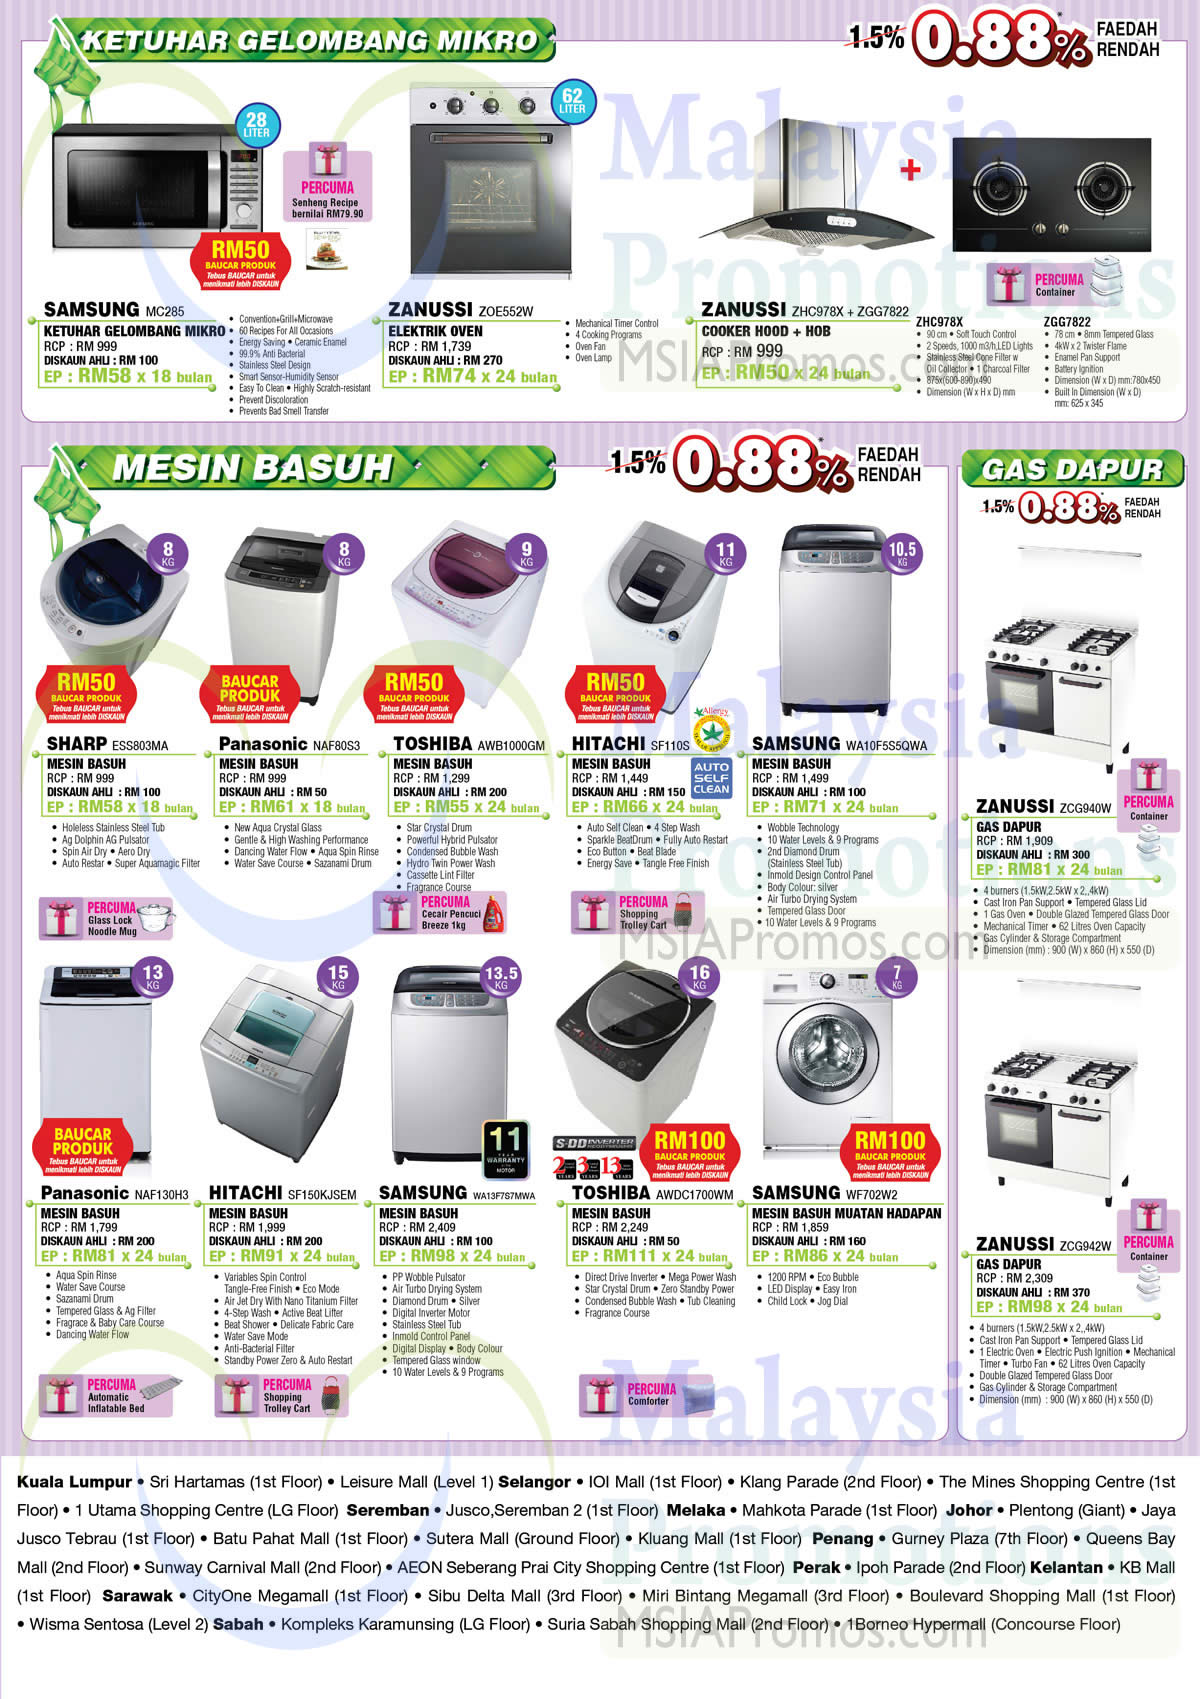 KETUHAR GELOMBANG MIKRO
1.5% 0.88%* FAEDAH RENDAH
28 LITER
PERCUMA
Senheng Recipe
bernilai RM79.90
RM50
BAUCAR PRODUK
Tebus BAUCAR untuk
menikmati lebih DISKAUN
SAMSUNG MC285
KETUHAR GELOMBANG MIKRO
RCP : RM 999
DISKAUN AHLI : RM 100
EP : RM58 x 18 bulan
• Convention+Grill+Microwave
• 60 Recipes For All Occasions
• Energy Saving • Ceramic Enamel
• 99.9% Anti Bacterial
• Stainless Steel Design
• Smart Sensor-Humidity Sensor
• Easy To Clean • Highly Scratch-resistant
• Prevent Discoloration
• Prevents Bad Smell Transfer
62 LITER
ZANUSSI ZOE552W
ELEKTRIK OVEN
RCP : RM 1,739
DISKAUN AHLI : RM 270
EP : RM74 x 24 bulan
• Mechanical Timer Control
• 4 Cooking Programs
• Oven Fan
• Oven Lamp
+
PERCUMA
Container
ZANUSSI ZHC978X + ZGG7822
COOKER HOOD + HOB
RCP : RM 999
EP : RM50 x 24 bulan
ZHC978X
• 90 cm • Soft Touch Control
• 2 Speeds, 1000 m3/h,LED Lights
• Stainless Steel Cone Filter w
Oil Collector • 1 Charcoal Filter
• 875x(600-890)x490
• Dimension (W x H x D) mm
ZGG7822
• 78 cm • 8mm Tempered Glass
• 4kW x 2 Twister Flame
• Enamel Pan Support
• Battery Ignition
• Dimension (W x D) mm:780x450
• Built In Dimension (W x D)
mm: 625 x 345
MESIN BASUH
1.5% 0.88%* FAEDAH RENDAH
8 KG
RM50
BAUCAR PRODUK
Tebus BAUCAR untuk
menikmati lebih DISKAUN
SHARP ESS803MA
MESIN BASUH
RCP : RM 999
DISKAUN AHLI : RM 100
EP : RM58 x 18 bulan
• Holeless Stainless Steel Tub
• Ag Dolphin AG Pulsator
• Spin Air Dry • Aero Dry
• Auto Restar • Super Aquamagic Filter
PERCUMA
Glass Lock
Noodle Mug
8 KG
BAUCAR
PRODUK
Tebus BAUCAR untuk
menikmati lebih DISKAUN
Panasonic NAF80S3
MESIN BASUH
RCP : RM 999
DISKAUN AHLI : RM 50
EP : RM61 x 18 bulan
• New Aqua Crystal Glass
• Gentle & High Washing Performance
• Dancing Water Flow • Aqua Spin Rinse
• Water Save Course • Sazanami Drum
9 KG
RM50
BAUCAR PRODUK
Tebus BAUCAR untuk
menikmati lebih DISKAUN
TOSHIBA AWB1000GM
MESIN BASUH
RCP : RM 1,299
DISKAUN AHLI : RM 200
EP : RM55 x 24 bulan
• Star Crystal Drum
• Powerful Hybrid Pulsator
• Condensed Bubble Wash
• Hydro Twin Power Wash
• Cassette Lint Filter
• Fragrance Course
PERCUMA
Cecair Pencuci
Breeze 1kg
11 KG
RM50
BAUCAR PRODUK
Tebus BAUCAR untuk
menikmati lebih DISKAUN
Allergy
HITACHI SF110S
AUTO
SELF
CLEAN
MESIN BASUH
RCP : RM 1,449
DISKAUN AHLI : RM 150
EP : RM66 x 24 bulan
• Auto Self Clean • 4 Step Wash
• Sparkle BeatDrum • Fully Auto Restart
• Eco Button • Beat Blade
• Energy Save • Tangle Free Finish
PERCUMA
Shopping
Trolley Cart
10.5 KG
SAMSUNG WA10F5S5QWA
MESIN BASUH
RCP : RM 1,499
DISKAUN AHLI : RM 100
EP : RM71 x 24 bulan
• Wobble Technology
• 10 Water Levels & 9 Programs
• 2nd Diamond Drum
(Stainless Steel Tub)
• Inmold Design Control Panel
• Body Colour: silver
• Air Turbo Drying System
• Tempered Glass Door
• 10 Water Levels & 9 Programs
13 KG
BAUCAR
PRODUK
Tebus BAUCAR untuk
menikmati lebih DISKAUN
Panasonic NAF130H3
MESIN BASUH
RCP : RM 1,799
DISKAUN AHLI : RM 200
EP : RM81 x 24 bulan
• Aqua Spin Rinse
• Water Save Course
• Sazanami Drum
• Tempered Glass & Ag Filter
• Fragrace & Baby Care Course
• Dancing Water Flow
PERCUMA
Automatic
Inflatable Bed
15 KG
HITACHI SF150KJSEM
MESIN BASUH
RCP : RM 1,999
DISKAUN AHLI : RM 200
EP : RM91 x 24 bulan
• Variables Spin Control
Tangle-Free Finish • Eco Mode
• Air Jet Dry With Nano Titanium Filter
• 4-Step Wash • Active Beat Lifter
• Beat Shower • Delicate Fabric Care
• Water Save Mode
• Anti-Bacterial Filter
• Standby Power Zero & Auto Restart
PERCUMA
Shopping
Trolley Cart
13.5 KG
11
YEAR
WARRANTY
MOTOR
SAMSUNG WA13F7S7MWA
MESIN BASUH
RCP : RM 2,409
DISKAUN AHLI : RM 100
EP : RM98 x 24 bulan
• PP Wobble Pulsator
• Air Turbo Drying System
• Diamond Drum • Silver
• Digital Inverter Motor
• Stainless Steel Tub
• Inmold Control Panel
• Digital Display • Body Colour
• Tempered Glass window
• 10 Water Levels & 9 Programs
16 KG
S-DD INVERTER
2 YEARS 3 YEARS 13 YEARS
RM100
BAUCAR PRODUK
Tebus BAUCAR untuk
menikmati lebih DISKAUN
TOSHIBA AWDC1700WM
MESIN BASUH
RCP : RM 2,249
DISKAUN AHLI : RM 50
EP : RM111 x 24 bulan
• Direct Drive Inverter • Mega Power Wash
• Star Crystal Drum • Zero Standby Power
• Condensed Bubble Wash • Tub Cleaning
• Fragrance Course
PERCUMA
Comforter
7 KG
RM100
BAUCAR PRODUK
Tebus BAUCAR untuk
menikmati lebih DISKAUN
SAMSUNG WF702W2
MESIN BASUH MUATAN HADAPAN
RCP : RM 1,859
DISKAUN AHLI : RM 160
EP : RM86 x 24 bulan
• 1200 RPM • Eco Bubble
• LED Display • Easy Iron
• Child Lock • Jog Dial
GAS DAPUR
1.5% 0.88%* FAEDAH RENDAH
PERCUMA
Container
ZANUSSI ZCG940W
GAS DAPUR
RCP : RM 1,909
DISKAUN AHLI : RM 300
EP : RM81 x 24 bulan
• 4 burners (1.5kW,2.5kW x 2,,4kW)
• Cast Iron Pan Support • Tempered Glass Lid
• 1 Gas Oven • Double Glazed Tempered Glass Door
• Mechanical Timer • 62 Litres Oven Capacity
• Gas Cylinder & Storage Compartment
• Dimension (mm) : 900 (W) x 860 (H) x 550 (D)
PERCUMA
Container
ZANUSSI ZCG942W
GAS DAPUR
RCP : RM 2,309
DISKAUN AHLI : RM 370
EP : RM98 x 24 bulan
• 4 burners (1.5kW,2.5kW x 2,,4kW)
• Cast Iron Pan Support • Tempered Glass Lid
• 1 Electric Oven • Electric Push Ignition • Mechanical
Timer • Turbo Fan • 62 Litres Oven Capacity
• Double Glazed Tempered Glass Door
• Gas Cylinder & Storage Compartment
• Dimension (mm) : 900 (W) x 860 (H) x 550 (D)
Kuala Lumpur • Sri Hartamas (1st Floor) • Leisure Mall (Level 1) Selangor • IOI Mall (1st Floor) • Klang Parade (2nd Floor) • The Mines Shopping Centre (1st
Floor) • 1 Utama Shopping Centre (LG Floor) Seremban • Jusco,Seremban 2 (1st Floor) Melaka • Mahkota Parade (1st Floor) Johor • Plentong (Giant) • Jaya
Jusco Tebrau (1st Floor) • Batu Pahat Mall (1st Floor) • Sutera Mall (Ground Floor) • Kluang Mall (1st Floor) Penang • Gurney Plaza (7th Floor) • Queens Bay
Mall (2nd Floor) • Sunway Carnival Mall (2nd Floor) • AEON Seberang Prai City Shopping Centre (1st Floor) Perak • Ipoh Parade (2nd Floor) Kelantan • KB Mall
(1st Floor) Sarawak • CityOne Megamall (1st Floor) • Sibu Delta Mall (3rd Floor) • Miri Bintang Megamall (3rd Floor) • Boulevard Shopping Mall (1st Floor)
• Wisma Sentosa (Level 2) Sabah • Kompleks Karamunsing (LG Floor) • Suria Sabah Shopping Mall (2nd Floor) • 1Borneo Hypermall (Concourse Floor)
Malaysia
Promotions
MSIAPromos.com
Malaysia
Promotions
MSIAPromos.com
Malaysia
Promotions
MSIAPromos.com